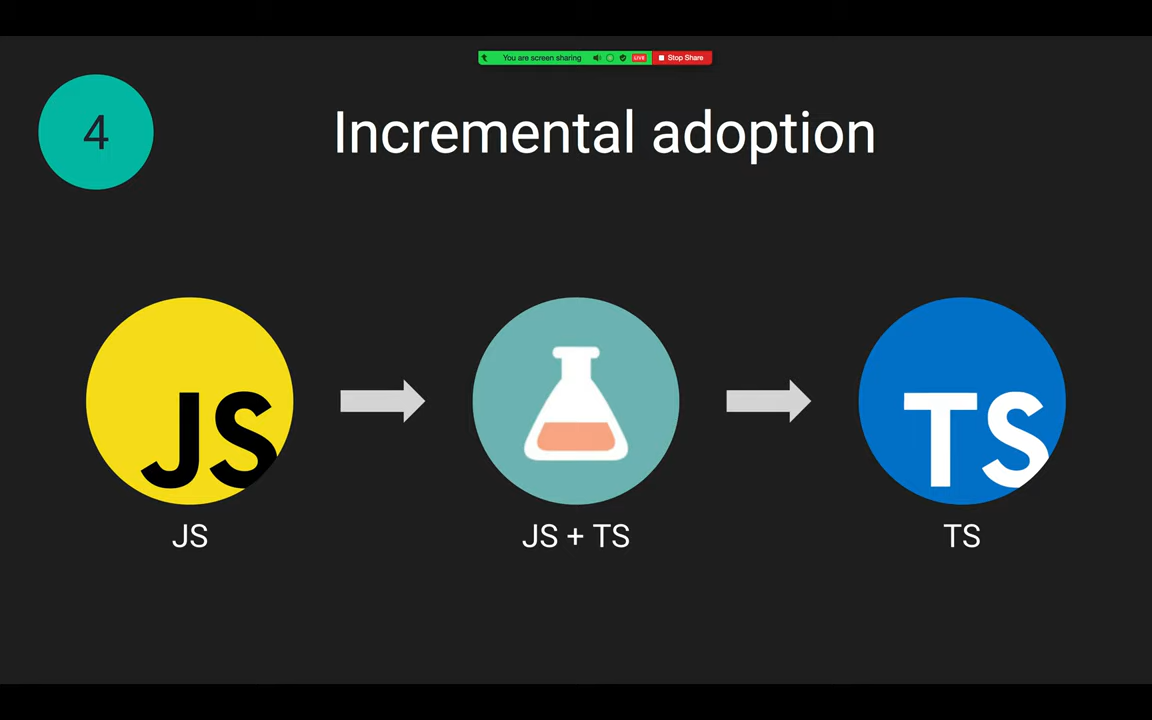 You are screen sharing LIVE Stop Share
4
Incremental adoption
JS
TS
JS
JS + TS
TS